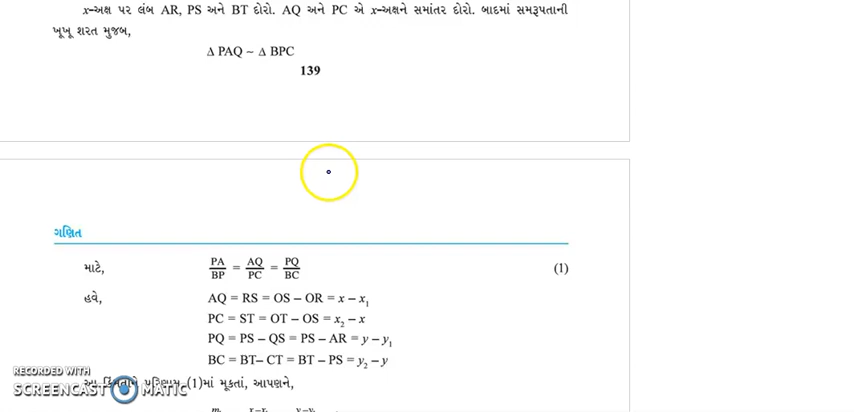 x-અક્ષ પર લંબ AR, PS અને BT દોરો. AQ અને PC એ x-અક્ષને સમાંતર દોરો. બાદમાં સમરૂપતાની
ખૂખૂ શરત મુજબ,
Δ PAQ ~ Δ BPC
139
ગણિત
માટે, PA/BP = AQ/PC = PQ/BC (1)
હવે, AQ = RS = OS – OR = x – x₁
PC = ST = OT – OS = x₂ – x
PQ = PS – QS = PS – AR = y – y₁
BC = BT– CT = BT – PS = y₂ – y
RECORDED WITH
SCREENCAST MATIC
આ કિંમતોને પરિણામ (1)માં મૂકતાં, આપણને,